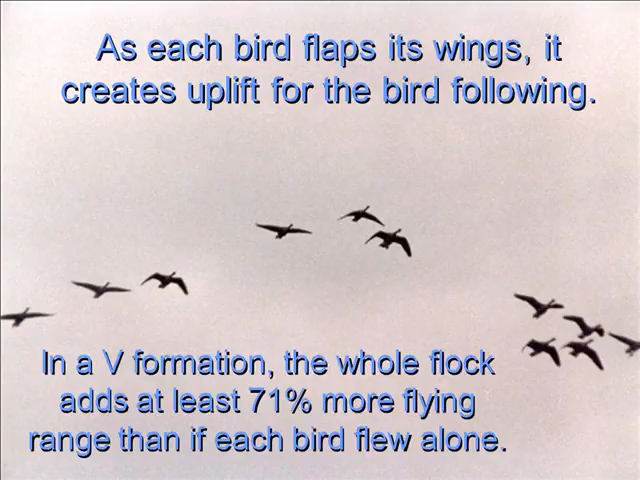 As each bird flaps its wings, it
creates uplift for the bird following.
In a V formation, the whole flock
adds at least 71% more flying
range than if each bird flew alone.